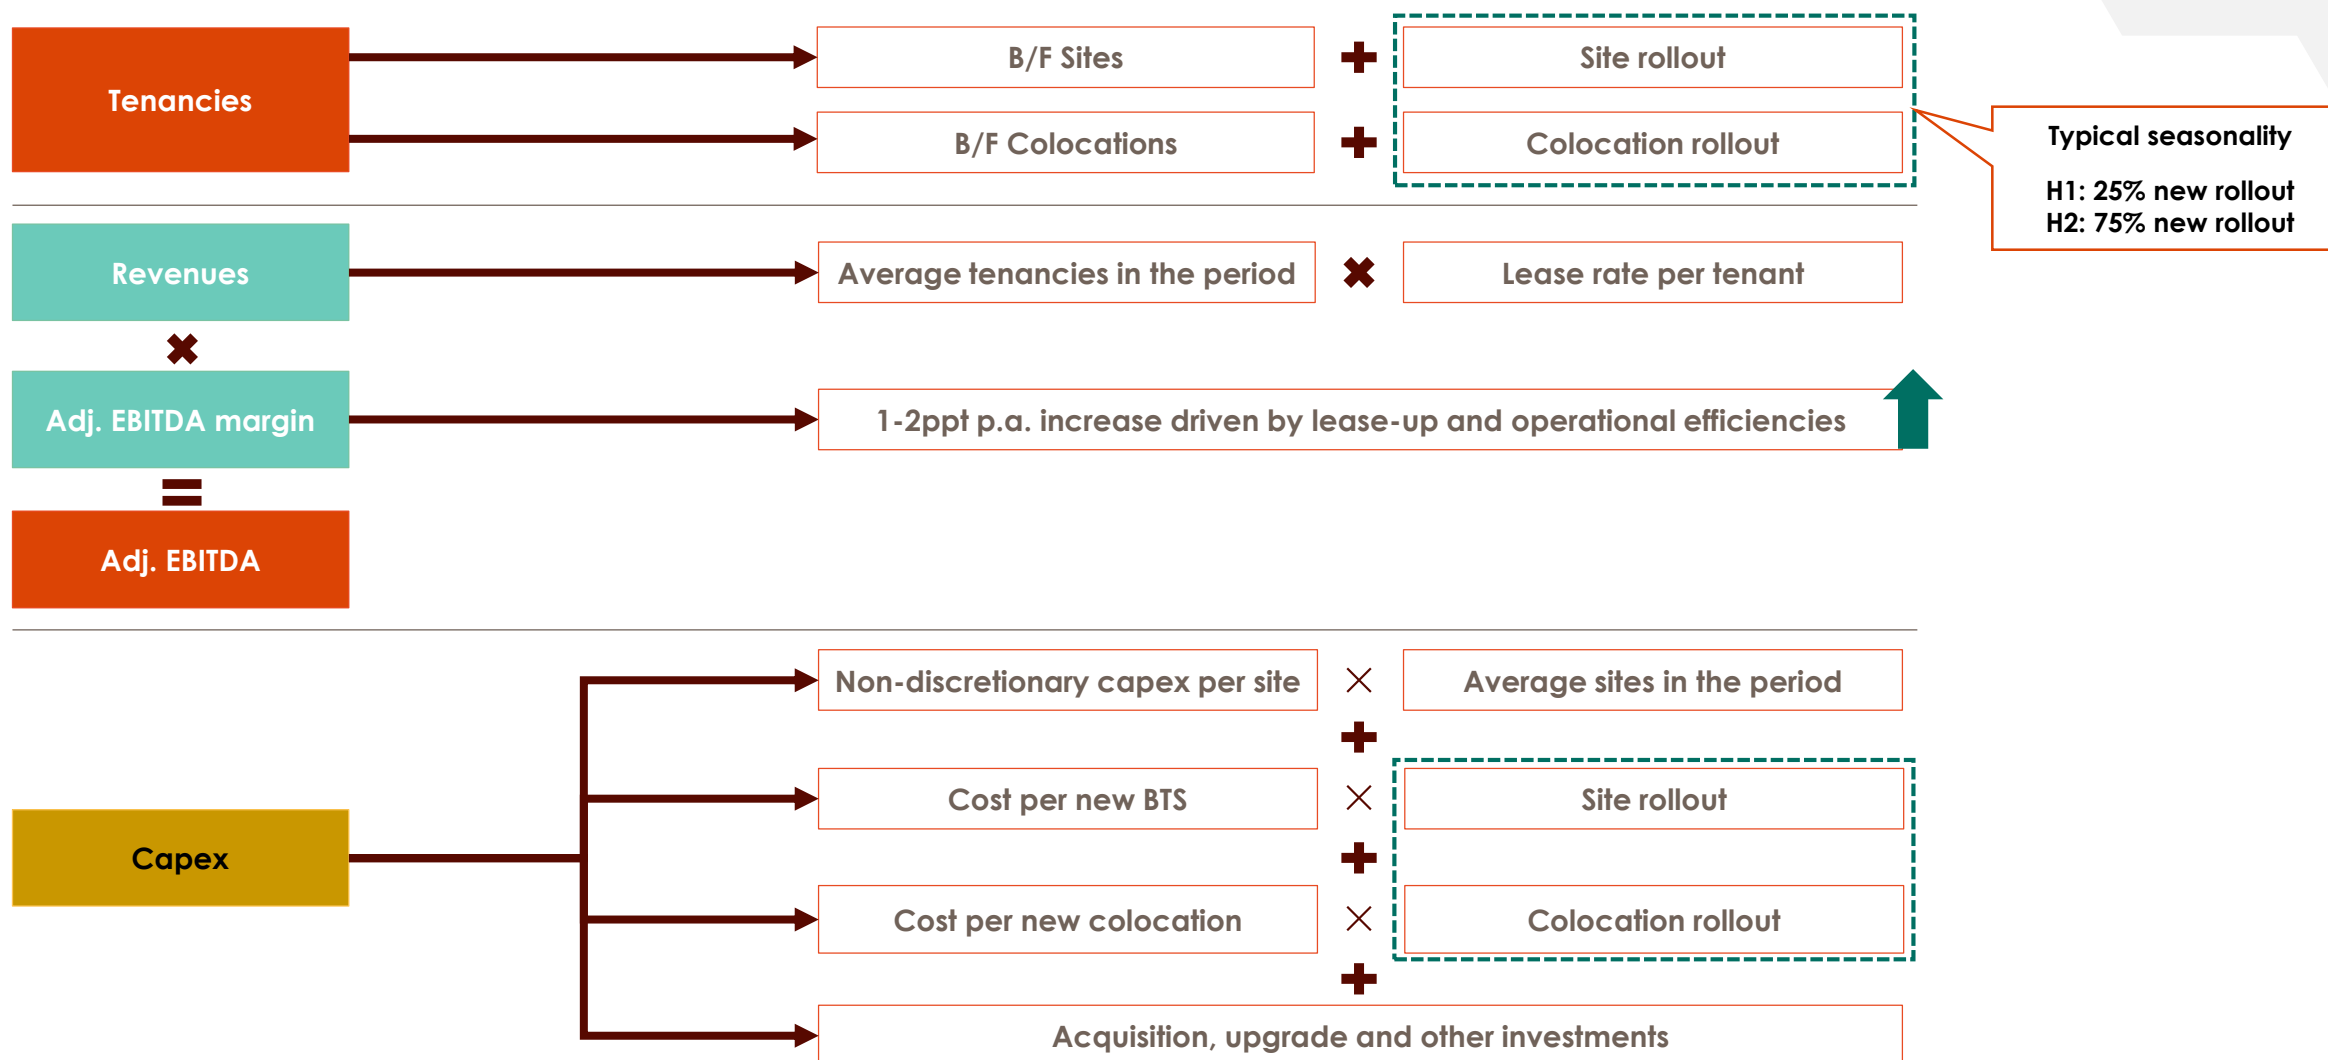 Tenancies
B/F Sites
Site rollout
B/F Colocations
Colocation rollout
Typical seasonality
H1: 25% new rollout
H2: 75% new rollout
Revenues
Average tenancies in the period
Lease rate per tenant
Adj. EBITDA margin
1-2ppt p.a. increase driven by lease-up and operational efficiencies
Adj. EBITDA
Non-discretionary capex per site
Average sites in the period
Cost per new BTS
Site rollout
Capex
Cost per new colocation
Colocation rollout
Acquisition, upgrade and other investments